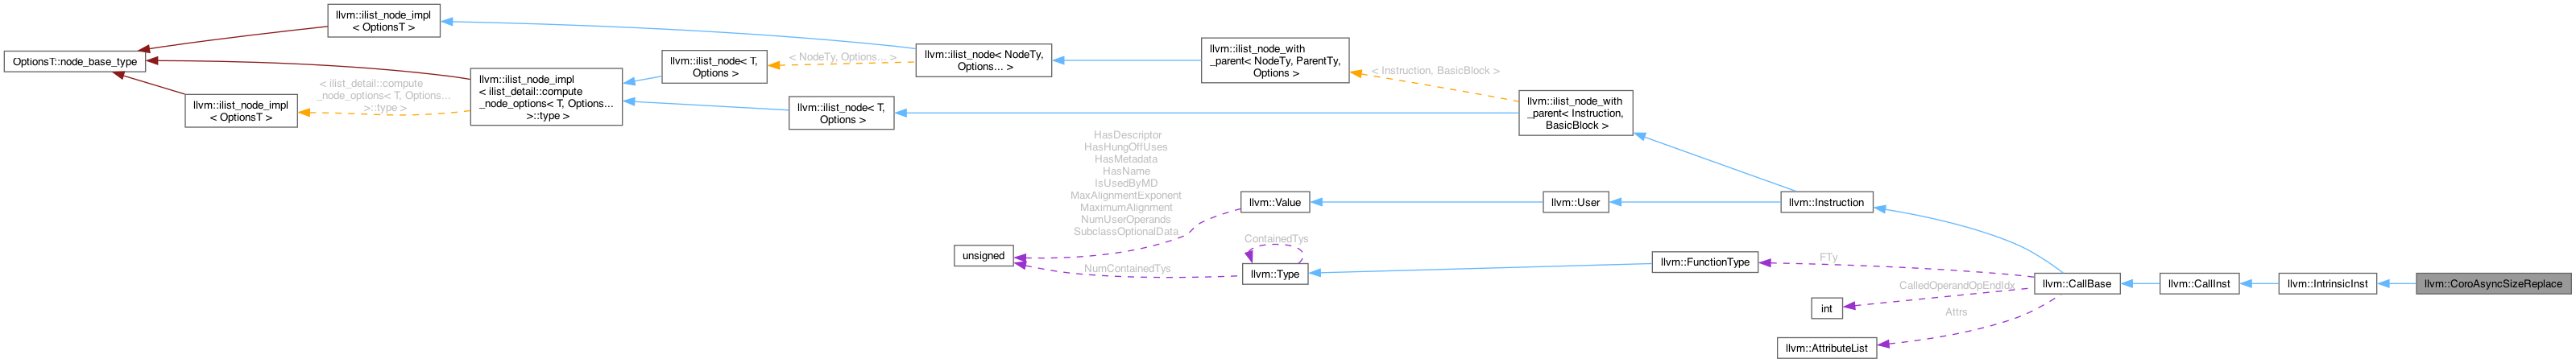 llvm::ilist_node_impl
< OptionsT >
OptionsT::node_base_type
llvm::ilist_node_impl
< OptionsT >
< ilist_detail::compute
_node_options< T, Options...
>::type >
llvm::ilist_node_impl
< ilist_detail::compute
_node_options< T, Options...
>::type >
llvm::ilist_node< T,
Options >
llvm::ilist_node< T,
Options >
< NodeTy, Options... >
llvm::ilist_node< NodeTy,
Options... >
llvm::ilist_node_with
_parent< NodeTy, ParentTy,
Options >
< Instruction, BasicBlock >
llvm::ilist_node_with
_parent< Instruction,
BasicBlock >
HasDescriptor
HasHungOffUses
HasMetadata
HasName
IsUsedByMD
MaxAlignmentExponent
MaximumAlignment
NumUserOperands
SubclassOptionalData
llvm::Value
llvm::User
llvm::Instruction
unsigned
NumContainedTys
ContainedTys
llvm::Type
llvm::FunctionType
FTy
CalledOperandOpEndIdx
int
Attrs
llvm::AttributeList
llvm::CallBase
llvm::CallInst
llvm::IntrinsicInst
llvm::CoroAsyncSizeReplace